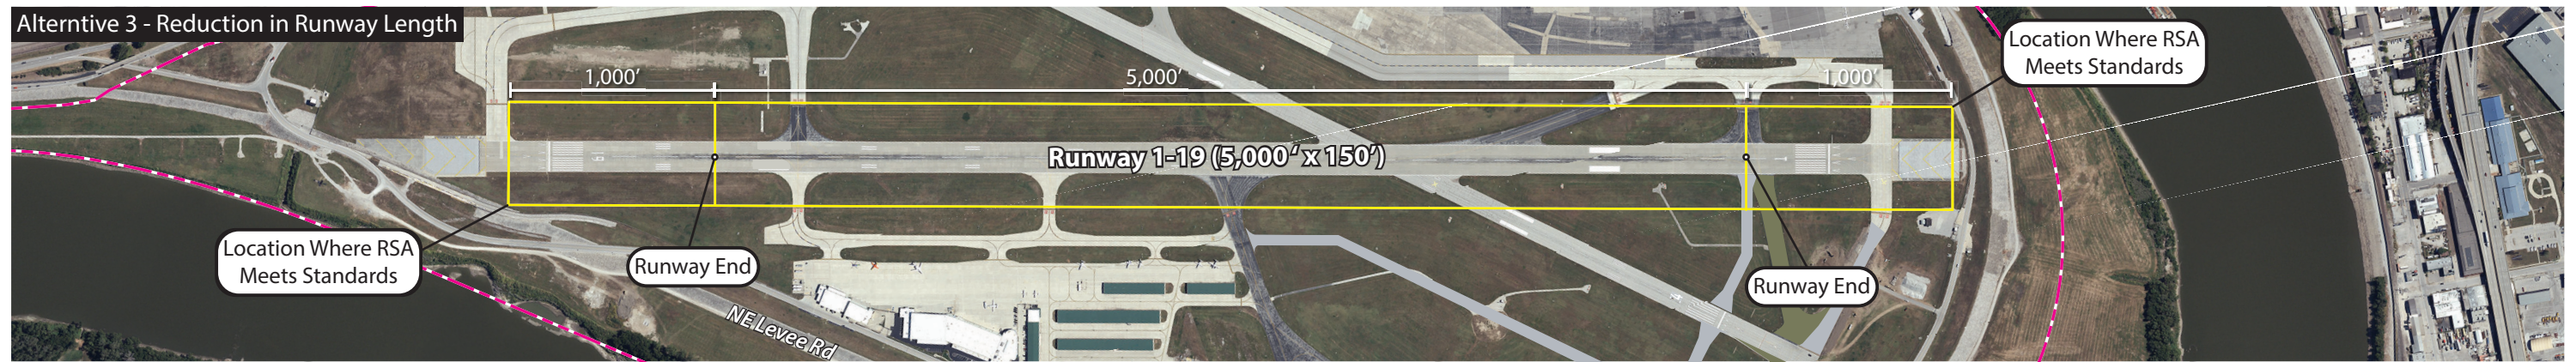 Alterntive 3 - Reduction in Runway Length
Location Where RSA
Meets Standards
1,000’
5,000’
1,000’
Runway 1-19 (5,000’ x 150’)
Location Where RSA
Meets Standards
Runway End
Runway End
NE Levee Rd